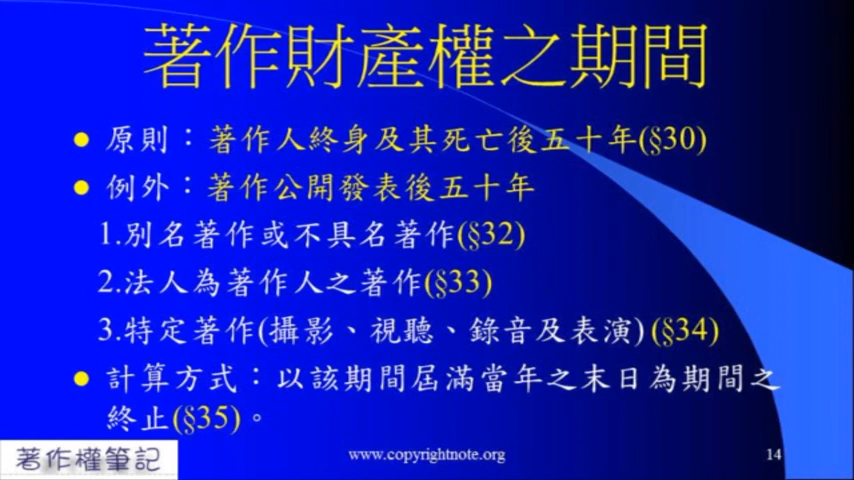 著作財產權之期間
原則：著作人終身及其死亡後五十年(§30)
例外：著作公開發表後五十年
1.別名著作或不具名著作(§32)
2.法人為著作人之著作(§33)
3.特定著作(攝影、視聽、錄音及表演)(§34)
計算方式：以該期間屆滿當年之末日為期間之
終止(§35)。
著作權筆記
www.copyrightnote.org
14